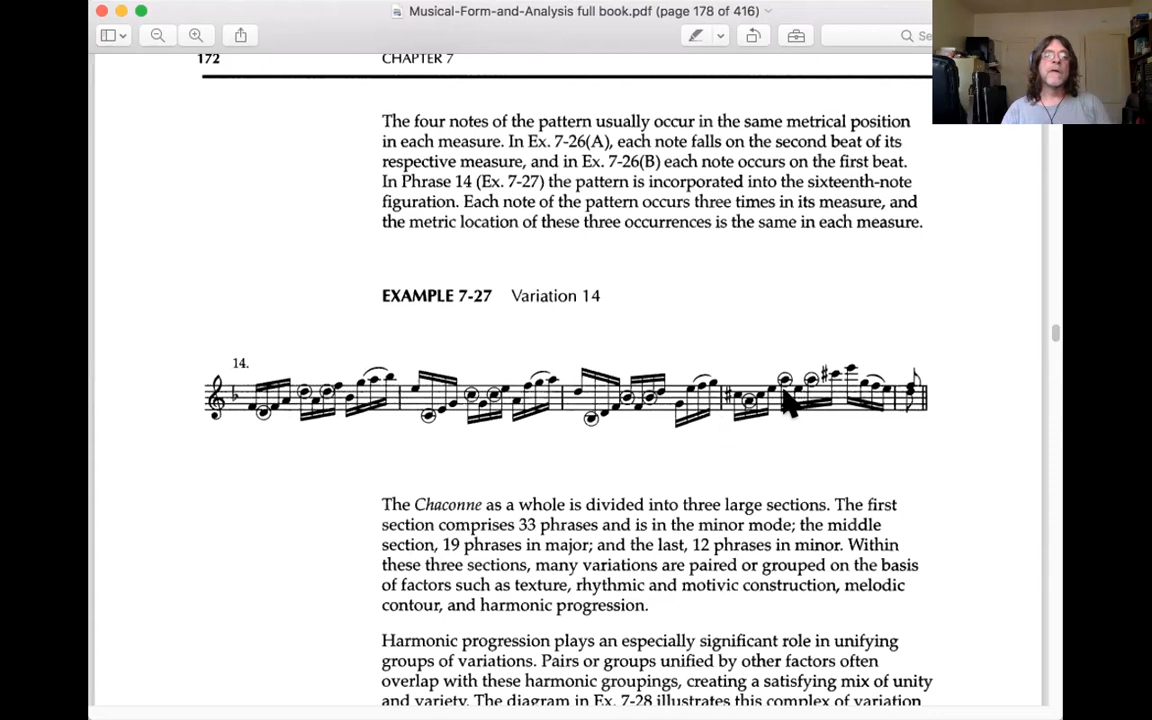 Musical-Form-and-Analysis full book.pdf (page 178 of 416)
Se
172 CHAPTER 7
The four notes of the pattern usually occur in the same metrical position
in each measure. In Ex. 7-26(A), each note falls on the second beat of its
respective measure, and in Ex. 7-26(B) each note occurs on the first beat.
In Phrase 14 (Ex. 7-27) the pattern is incorporated into the sixteenth-note
figuration. Each note of the pattern occurs three times in its measure, and
the metric location of these three occurrences is the same in each measure.
EXAMPLE 7-27 Variation 14
14.
The Chaconne as a whole is divided into three large sections. The first
section comprises 33 phrases and is in the minor mode; the middle
section, 19 phrases in major; and the last, 12 phrases in minor. Within
these three sections, many variations are paired or grouped on the basis
of factors such as texture, rhythmic and motivic construction, melodic
contour, and harmonic progression.
Harmonic progression plays an especially significant role in unifying
groups of variations. Pairs or groups unified by other factors often
overlap with these harmonic groupings, creating a satisfying mix of unity
and variety. The diagram in Ex. 7-28 illustrates this complex of variation